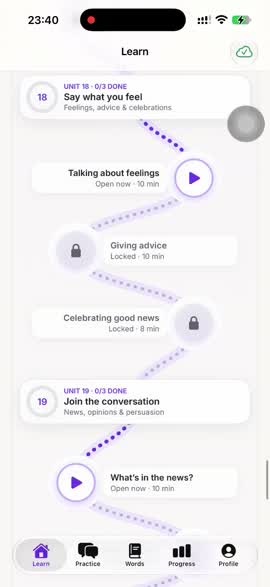 23:40
Learn
18
UNIT 18 · 0/3 DONE
Say what you feel
Feelings, advice & celebrations
Talking about feelings
Open now · 10 min
Giving advice
Locked · 10 min
Celebrating good news
Locked · 8 min
19
UNIT 19 · 0/3 DONE
Join the conversation
News, opinions & persuasion
What's in the news?
Open now · 10 min
Learn
Practice
Words
Progress
Profile